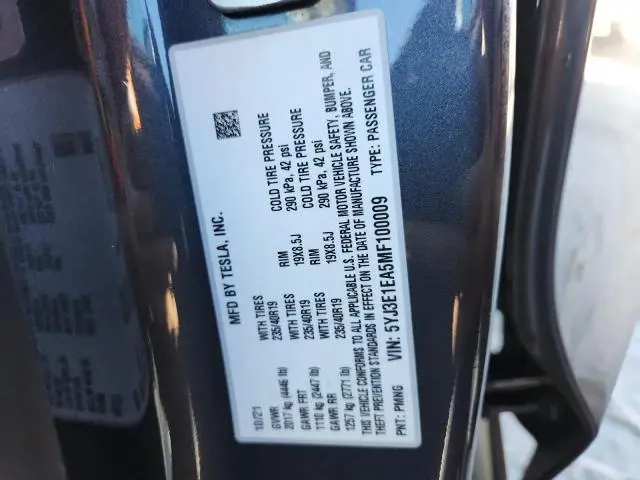 MFD BY TESLA, INC.
10/21
GVWR WITH TIRES RIM COLD TIRE PRESSURE
2017 kg (4446 lb) 235/40R19 19X8.5J 290 kPa, 42 psi
GAWR FRT WITH TIRES RIM COLD TIRE PRESSURE
1110 kg (2447 lb) 235/40R19 19X8.5J 290 kPa, 42 psi
GAWR RR WITH TIRES
1257 kg (2771 lb) 235/40R19
THIS VEHICLE CONFORMS TO ALL APPLICABLE U.S. FEDERAL MOTOR VEHICLE SAFETY, BUMPER, AND
THEFT PREVENTION STANDARDS IN EFFECT ON THE DATE OF MANUFACTURE SHOWN ABOVE.
VIN: 5YJ3E1EA5MF100009 TYPE: PASSENGER CAR
PNT: PMNG